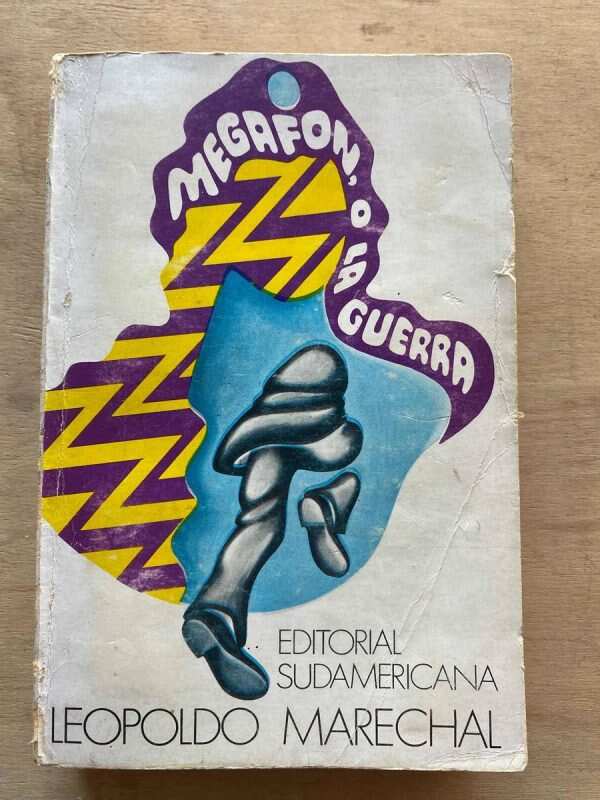 MEGAFON, O LA GUERRA
EDITORIAL
SUDAMERICANA
LEOPOLDO MARECHAL